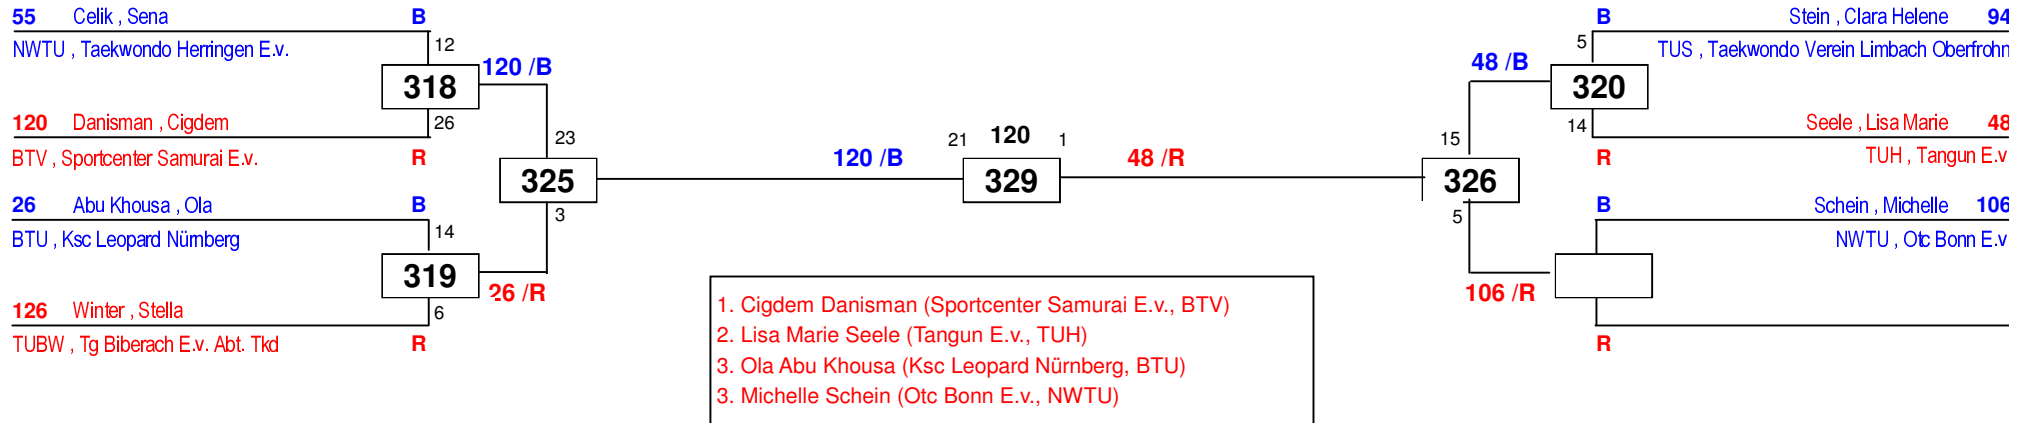 55 Celik , Sena B
NWTU , Taekwondo Herringen E.v.
12
318
120 /B
26
120 Danisman , Cigdem
BTV , Sportcenter Samurai E.v. R
23
325
3
26 Abu Khousa , Ola B
BTU , Ksc Leopard Nürnberg
14
319
26 /R
6
126 Winter , Stella
TUBW , Tg Biberach E.v. Abt. Tkd R
120 /B
21 120 1
329
48 /R
B Stein , Clara Helene 94
TUS , Taekwondo Verein Limbach Oberfrohn
5
48 /B
320
14
Seele , Lisa Marie 48
R TUH , Tangun E.v
15
326
5
B Schein , Michelle 106
NWTU , Otc Bonn E.v
106 /R
R
1. Cigdem Danisman (Sportcenter Samurai E.v., BTV)
2. Lisa Marie Seele (Tangun E.v., TUH)
3. Ola Abu Khousa (Ksc Leopard Nürnberg, BTU)
3. Michelle Schein (Otc Bonn E.v., NWTU)